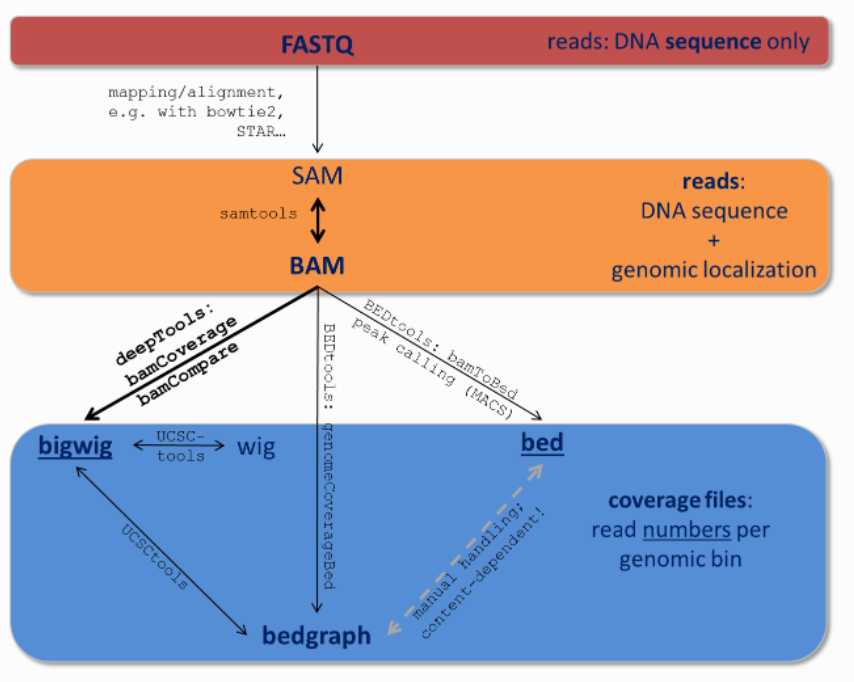 FASTQ
reads: DNA sequence only
mapping/alignment,
e.g. with bowtie2,
STAR…
SAM
samtools
BAM
reads:
DNA sequence
+
genomic localization
deepTools:
bamCoverage
bamCompare
BEDtools: genomeCoverageBed
BEDtools: bamToBed
peak calling (MACS)
bigwig
UCSC-
tools
wig
bed
UCSCtools
manual handling;
content-dependent!
coverage files:
read numbers per
genomic bin
bedgraph